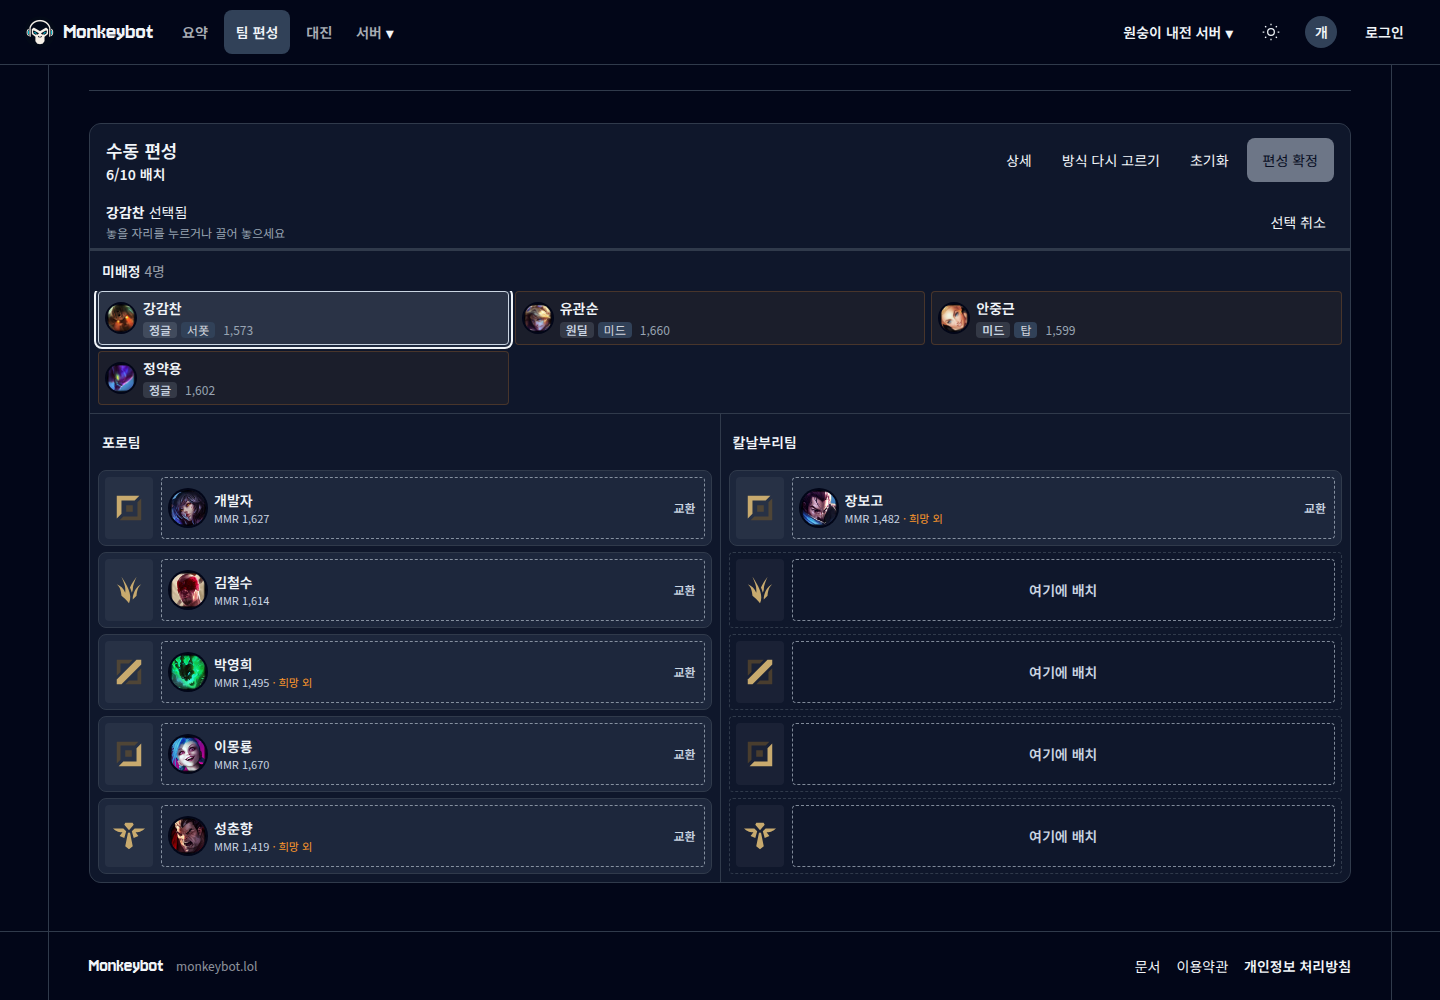 Monkeybot 요약 팀 편성 대진 서버 ▾ 원숭이 내전 서버 ▾ 개 로그인
수동 편성
6/10 배치
상세 방식 다시 고르기 초기화 편성 확정
강감찬 선택됨
놓을 자리를 누르거나 끌어 놓으세요
선택 취소
미배정 4명
강감찬
정글 서폿 1,573
유관순
원딜 미드 1,660
안중근
미드 탑 1,599
정약용
정글 1,602
포로팀
개발자
MMR 1,627
교환
김철수
MMR 1,614
교환
박영희
MMR 1,495 · 희망 외
교환
이몽룡
MMR 1,670
교환
성춘향
MMR 1,419 · 희망 외
교환
칼날부리팀
장보고
MMR 1,482 · 희망 외
교환
여기에 배치
여기에 배치
여기에 배치
여기에 배치
Monkeybot monkeybot.lol 문서 이용약관 개인정보 처리방침